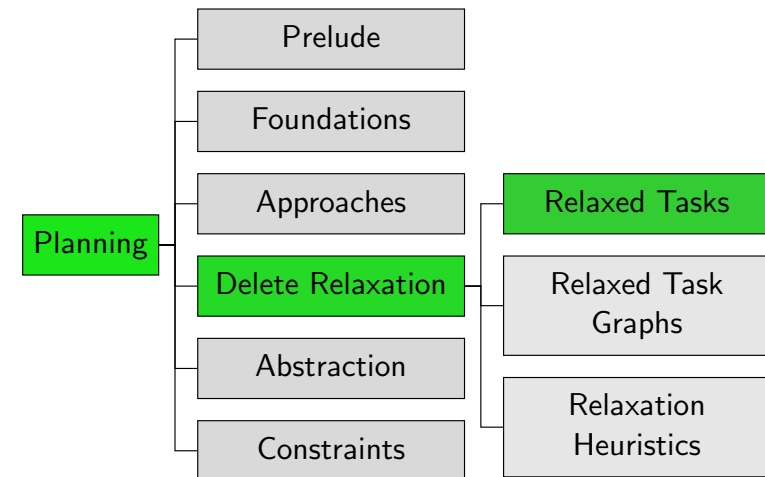 Planning
Prelude
Foundations
Approaches
Delete Relaxation
Abstraction
Constraints
Relaxed Tasks
Relaxed Task
Graphs
Relaxation
Heuristics